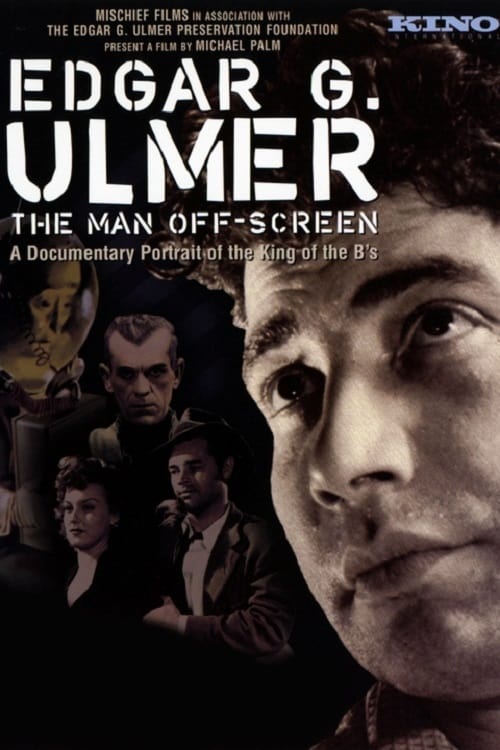 MISCHIEF FILMS IN ASSOCIATION WITH
THE EDGAR G. ULMER PRESERVATION FOUNDATION
PRESENT A FILM BY MICHAEL PALM
KINO
INTERNATIONAL
EDGAR G.
ULMER
THE MAN OFF-SCREEN
A Documentary Portrait of the King of the B's